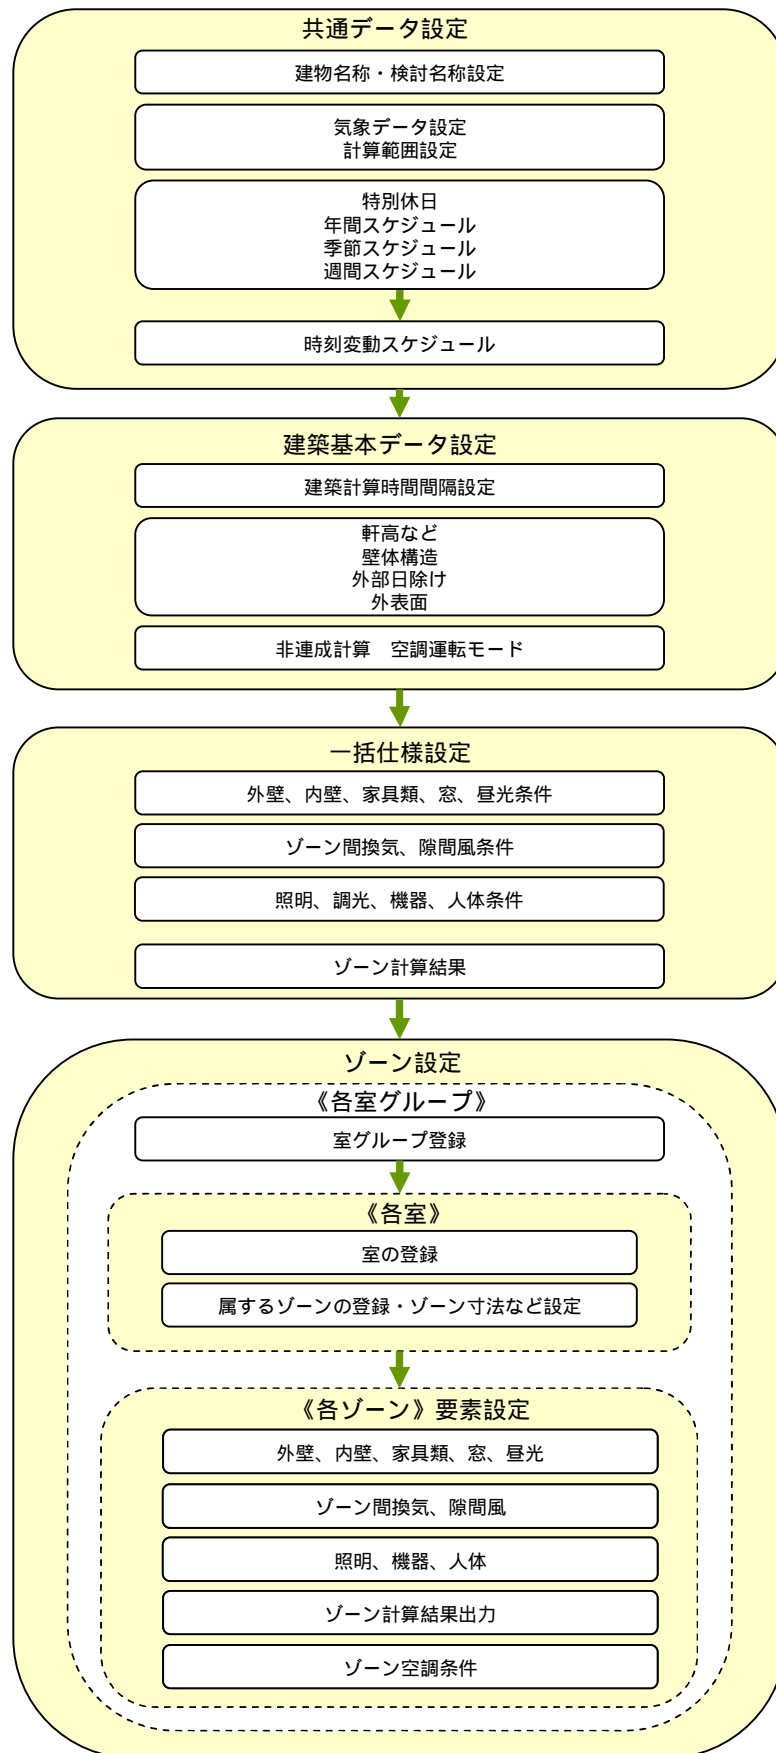 共通データ設定
建物名称・検討名称設定
気象データ設定
計算範囲設定
特別休日
年間スケジュール
季節スケジュール
週間スケジュール
時刻変動スケジュール
建築基本データ設定
建築計算時間間隔設定
軒高など
壁体構造
外部日除け
外表面
非連成計算　空調運転モード
一括仕様設定
外壁、内壁、家具類、窓、昼光条件
ゾーン間換気、隙間風条件
照明、調光、機器、人体条件
ゾーン計算結果
ゾーン設定
《各室グループ》
室グループ登録
《各室》
室の登録
属するゾーンの登録・ゾーン寸法など設定
《各ゾーン》要素設定
外壁、内壁、家具類、窓、昼光
ゾーン間換気、隙間風
照明、機器、人体
ゾーン計算結果出力
ゾーン空調条件